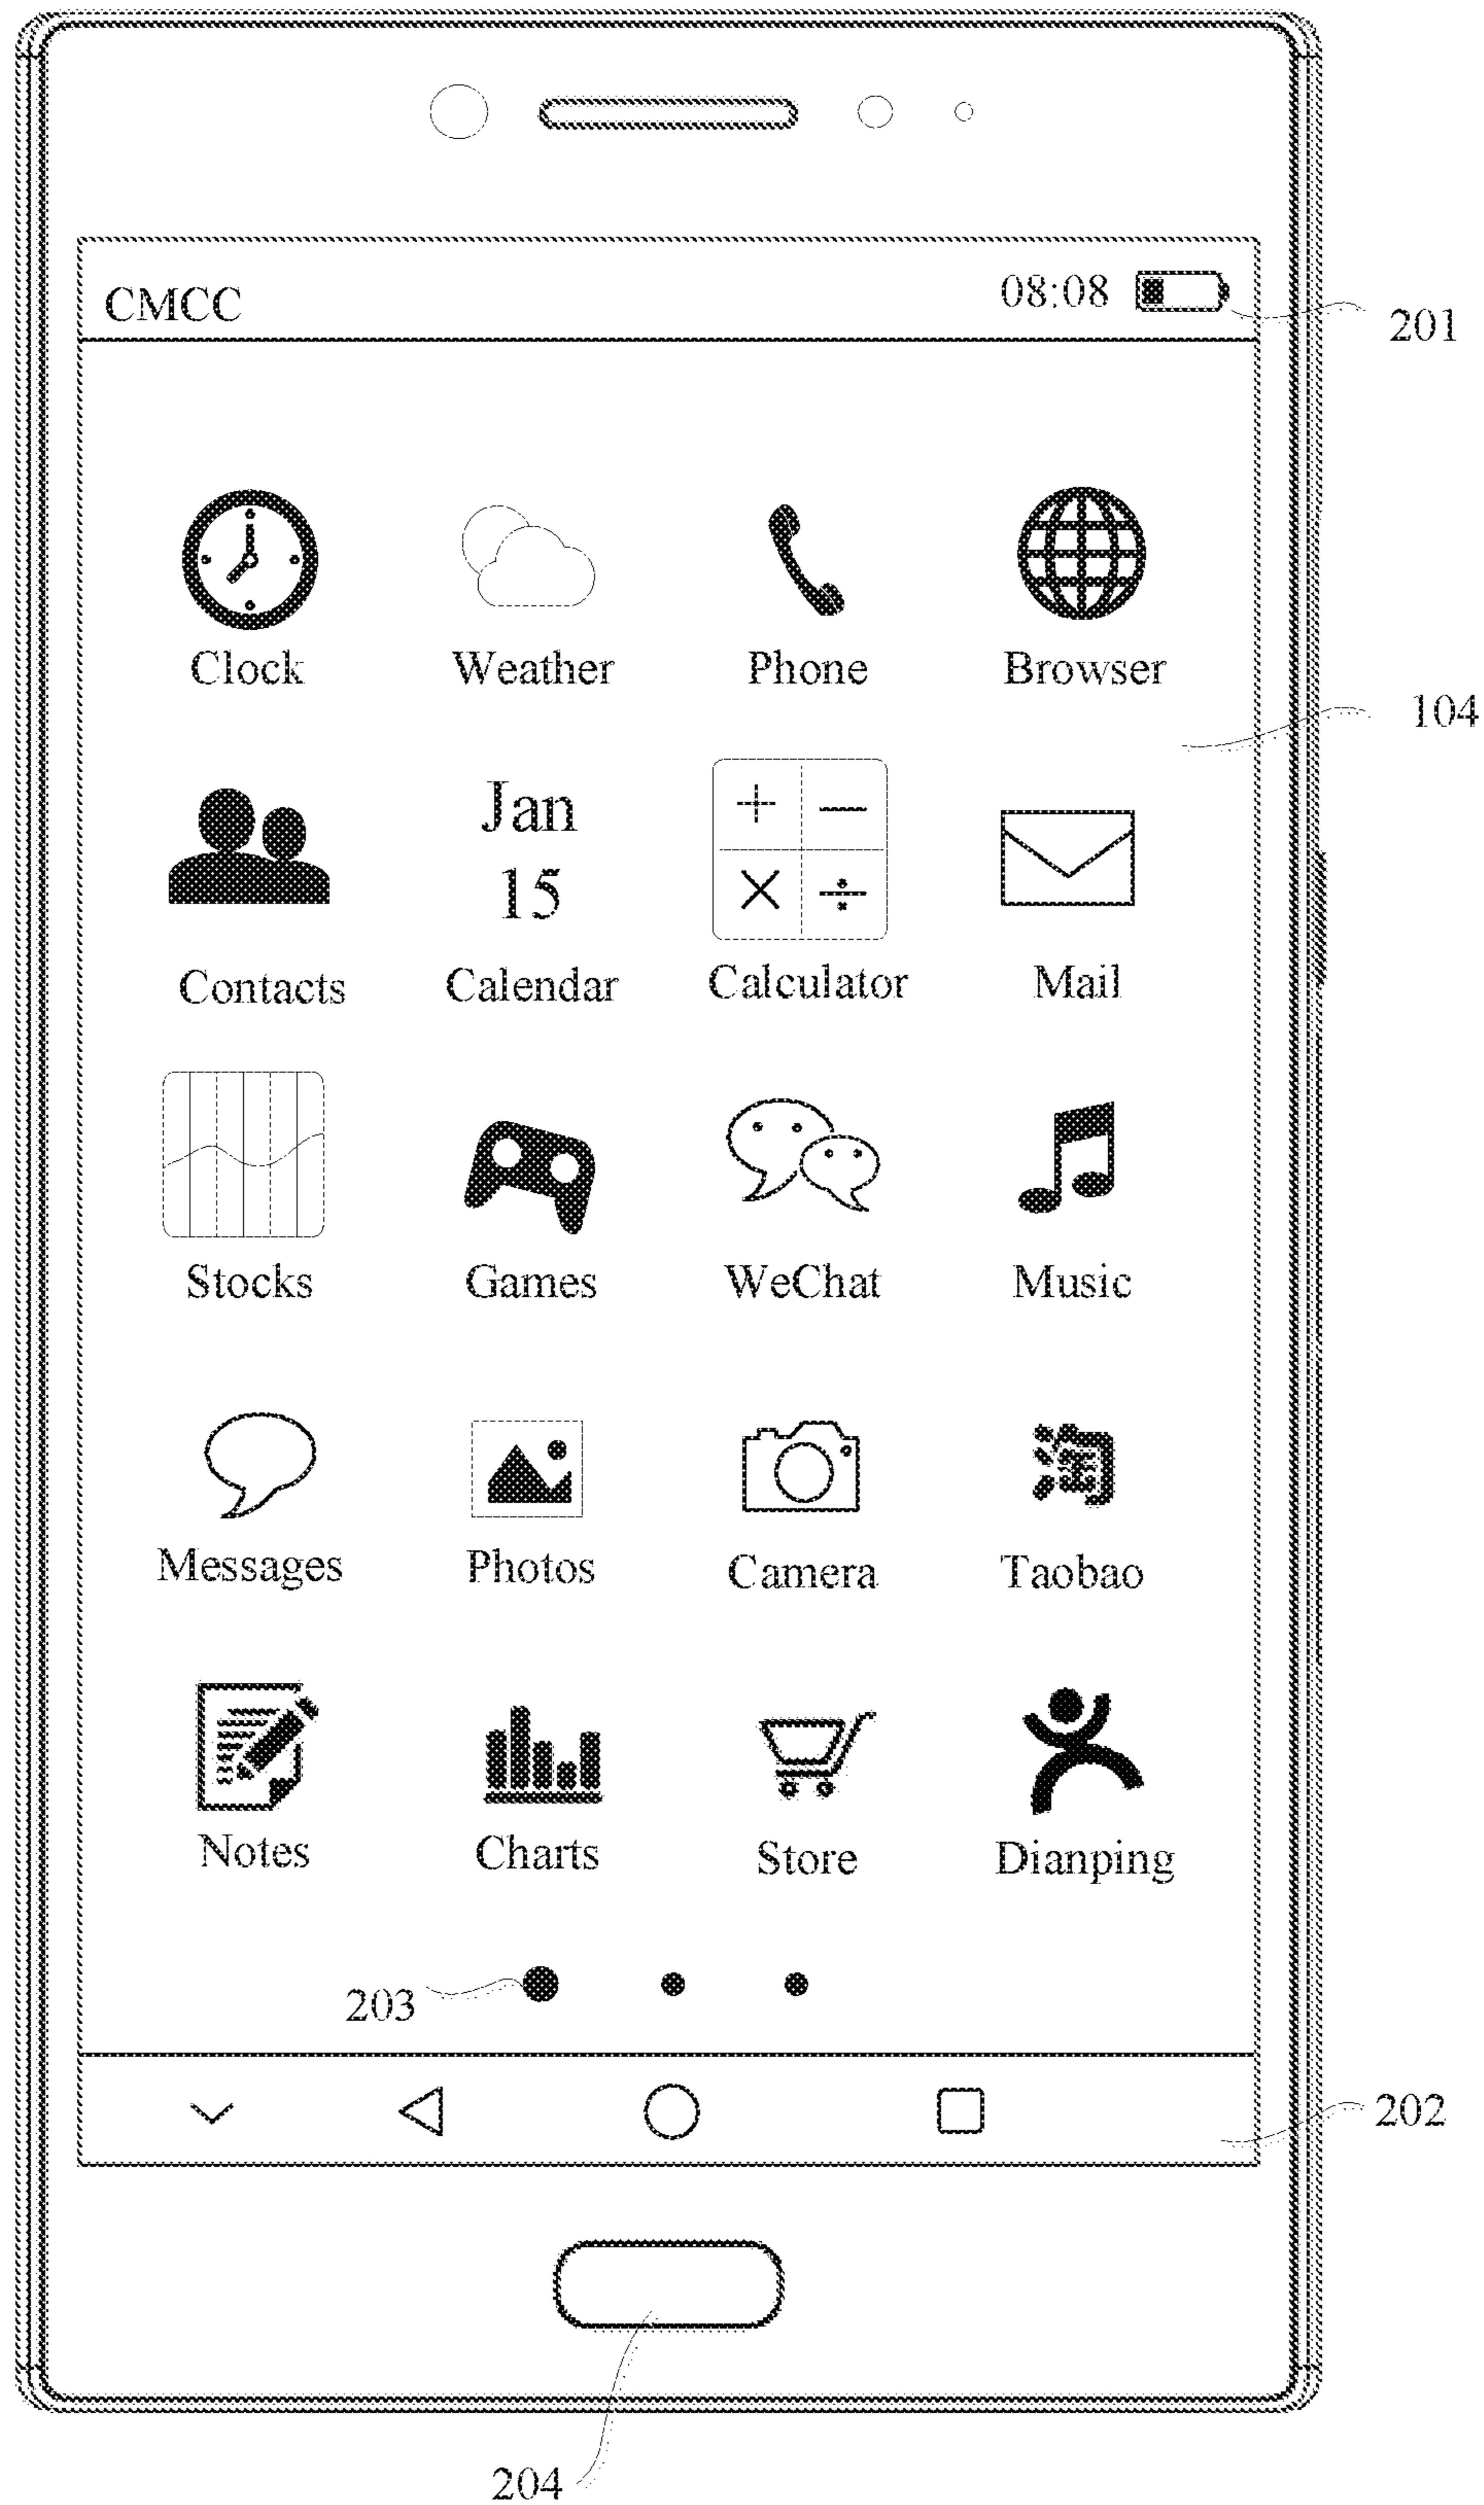 CMCC 08:08
201
Clock Weather Phone Browser
104
Jan
15
Contacts Calendar Calculator Mail
Stocks Games WeChat Music
淘
Messages Photos Camera Taobao
Notes Charts Store Dianping
203
202
204